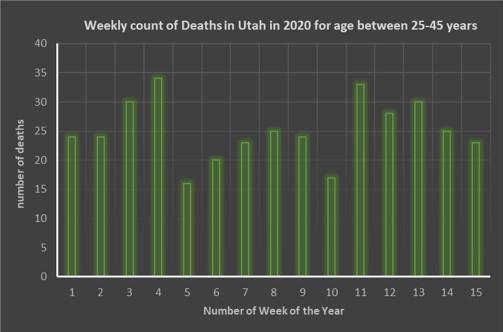 Weekly count of Deaths in Utah in 2020 for age between 25-45 years
40
35
30
25
20
15
10
5
0
number of deaths
1 2 3 4 5 6 7 8 9 10 11 12 13 14 15
Number of Week of the Year